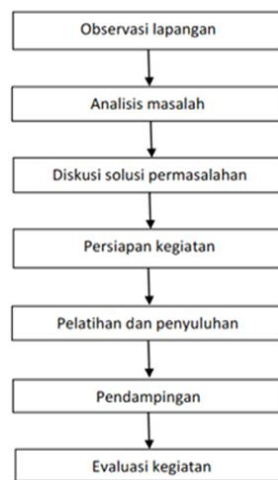 Observasi lapangan
Analisis masalah
Diskusi solusi permasalahan
Persiapan kegiatan
Pelatihan dan penyuluhan
Pendampingan
Evaluasi kegiatan